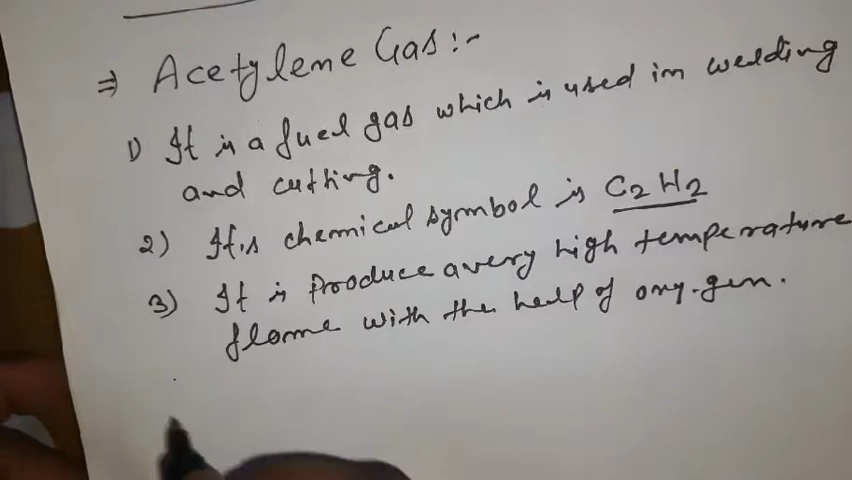 ⇒ Acetylene Gas:-
1) It is a fuel gas which is used in welding
and cutting.
2) It,s chemical symbol is C2H2
3) It is Produce a very high temperature
flame with the help of oxy-gen.